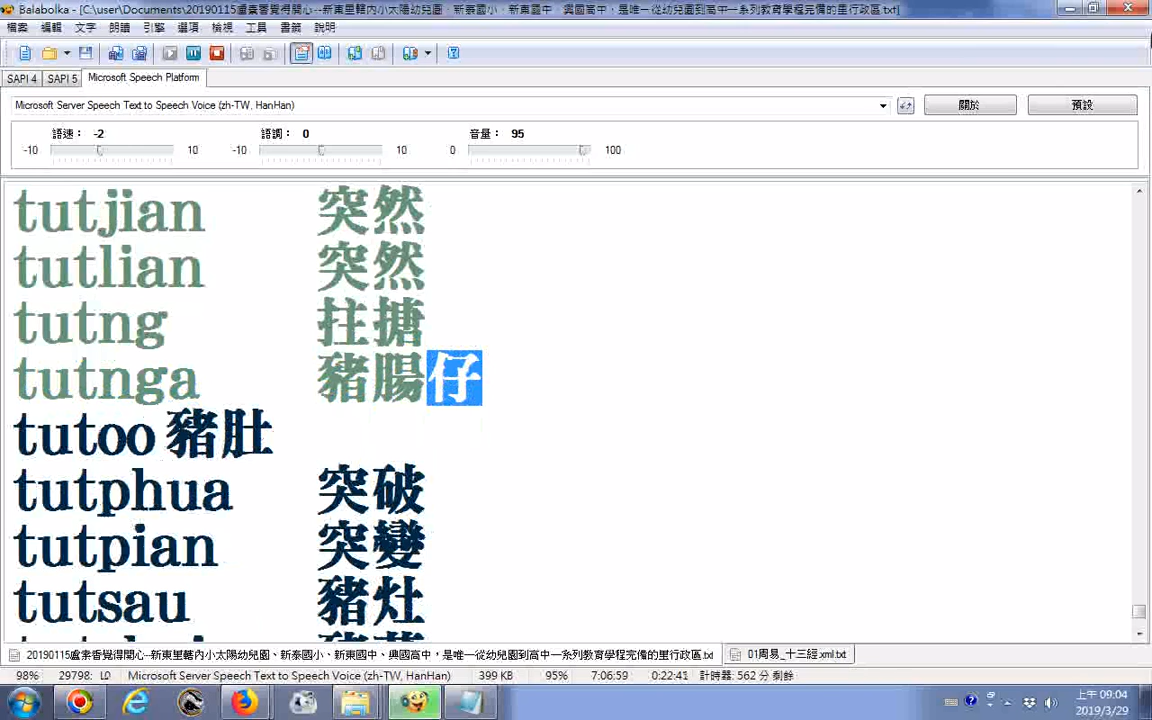 Balabolka - [C:\user\Documents\20190115盧素香覺得開心--新東里轄內小太陽幼兒園、新泰國小、新東國中、興國高中，是唯一從幼兒園到高中一系列教育學程完備的里行政區.txt]
檔案 編輯 文字 朗讀 引擎 選項 檢視 工具 書籤 說明
SAPI 4 SAPI 5 Microsoft Speech Platform
Microsoft Server Speech Text to Speech Voice (zh-TW, HanHan) 關於 預設
語速： -2 語調： 0 音量： 95
-10 10 -10 10 0 100
tutjian 突然
tutlian 突然
tutng 拄搪
tutnga 豬腸仔
tutoo 豬肚
tutphua 突破
tutpian 突變
tutsau 豬灶
20190115盧素香覺得開心--新東里轄內小太陽幼兒園、新泰國小、新東國中、興國高中，是唯一從幼兒園到高中一系列教育學程完備的里行政區.txt 01周易_十三經.xml.txt
98% 29798: L0 Microsoft Server Speech Text to Speech Voice (zh-TW, HanHan) 399 KB 95% 7:06:59 0:22:41 計時器: 562 分 剩餘
上午 09:04
2019/3/29